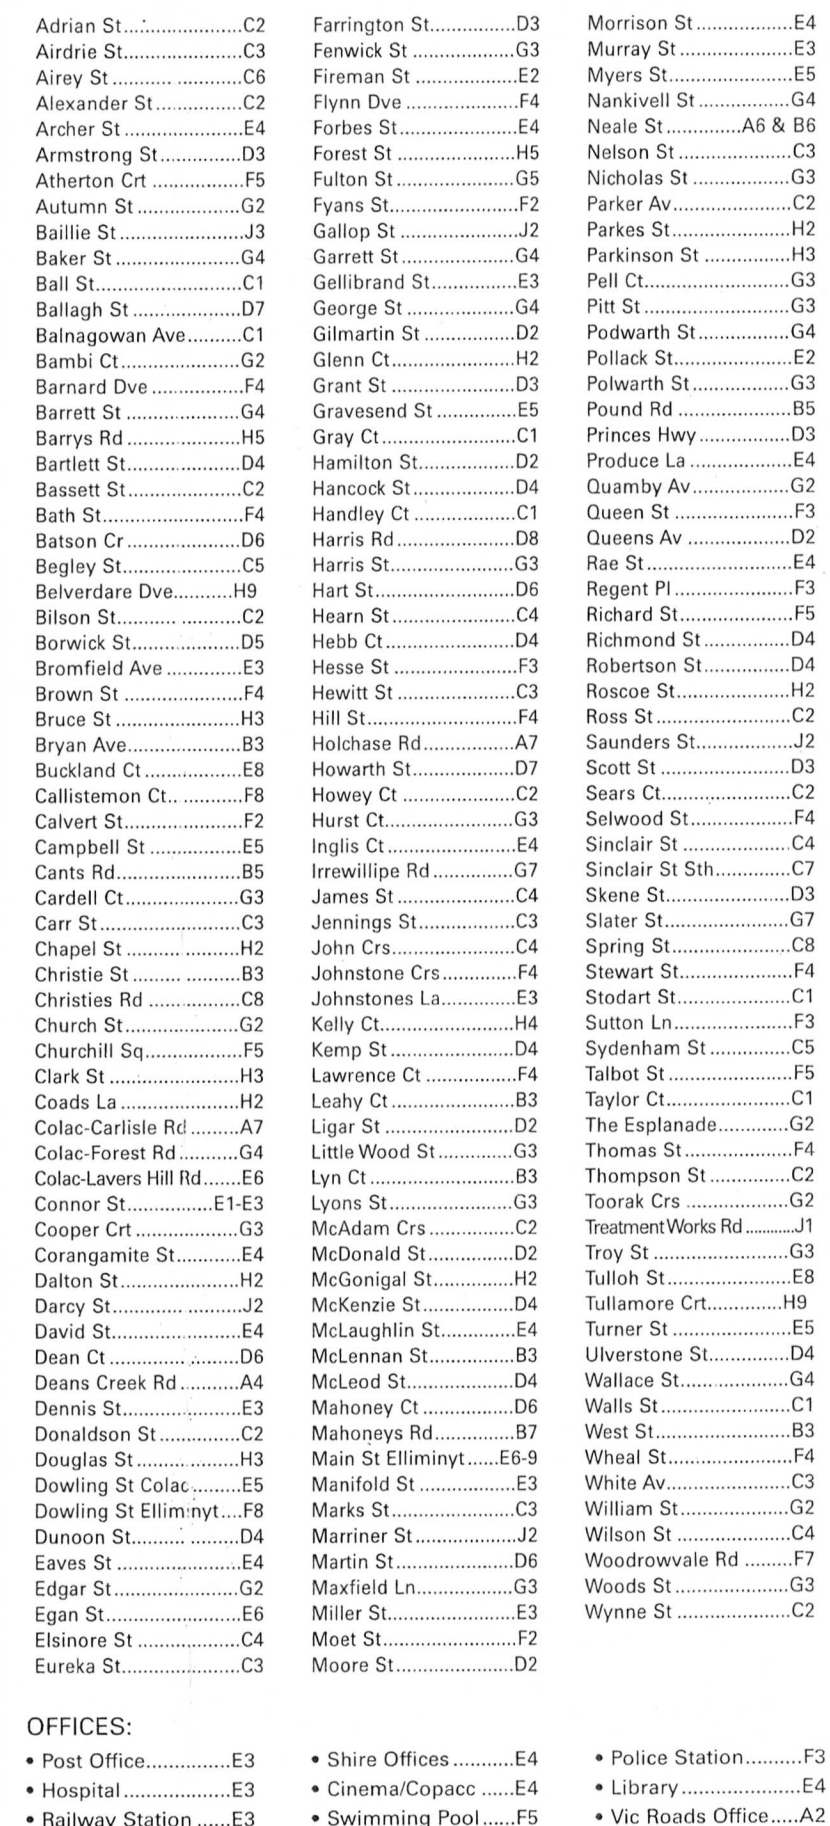 Adrian St......................C2
Airdrie St......................C3
Airey St ......................C6
Alexander St................C2
Archer St ......................E4
Armstrong St...............D3
Atherton Crt .................F5
Autumn St ...................G2
Baillie St .......................J3
Baker St .......................G4
Ball St...........................C1
Ballagh St ....................D7
Balnagowan Ave..........C1
Bambi Ct......................G2
Barnard Dve .................F4
Barrett St .....................G4
Barrys Rd .....................H5
Bartlett St.....................D4
Bassett St.....................C2
Bath St..........................F4
Batson Cr .....................D6
Begley St......................C5
Belverdare Dve...........H9
Bilson St.......................C2
Borwick St....................D5
Bromfield Ave ..............E3
Brown St ......................F4
Bruce St .......................H3
Bryan Ave.....................B3
Buckland Ct ..................E8
Callistemon Ct..............F8
Calvert St......................F2
Campbell St .................E5
Cants Rd.......................B5
Cardell Ct.....................G3
Carr St ..........................C3
Chapel St .....................H2
Christie St ....................B3
Christies Rd .................C8
Church St.....................G2
Churchill Sq..................F5
Clark St ........................H3
Coads La ......................H2
Colac-Carlisle Rd .........A7
Colac-Forest Rd ...........G4
Colac-Lavers Hill Rd.......E6
Connor St................E1-E3
Cooper Crt ...................G3
Corangamite St............E4
Dalton St......................H2
Darcy St........................J2
David St........................E4
Dean Ct ........................D6
Deans Creek Rd ...........A4
Dennis St......................E3
Donaldson St ...............C2
Douglas St ...................H3
Dowling St Colac.........E5
Dowling St Elliminyt....F8
Dunoon St....................D4
Eaves St .......................E4
Edgar St.......................G2
Egan St.........................E6
Elsinore St ...................C4
Eureka St......................C3
Farrington St................D3
Fenwick St ...................G3
Fireman St ...................E2
Flynn Dve .....................F4
Forbes St......................E4
Forest St ......................H5
Fulton St ......................G5
Fyans St........................F2
Gallop St ......................J2
Garrett St.....................G4
Gellibrand St................E3
George St ....................G4
Gilmartin St .................D2
Glenn Ct.......................H2
Grant St .......................D3
Gravesend St ...............E5
Gray Ct .........................C1
Hamilton St..................D2
Hancock St...................D4
Handley Ct ...................C1
Harris Rd ......................D8
Harris St.......................G3
Hart St..........................D6
Hearn St.......................C4
Hebb Ct........................D4
Hesse St .......................F3
Hewitt St ......................C3
Hill St............................F4
Holchase Rd.................A7
Howarth St...................D7
Howey Ct .....................C2
Hurst Ct........................G3
Inglis Ct........................E4
Irrewillipe Rd ...............G7
James St ......................C4
Jennings St..................C3
John Crs.......................C4
Johnstone Crs..............F4
Johnstones La..............E3
Kelly Ct.........................H4
Kemp St .......................D4
Lawrence Ct .................F4
Leahy Ct .......................B3
Ligar St ........................D2
Little Wood St..............G3
Lyn Ct ..........................B3
Lyons St.......................G3
McAdam Crs ................C2
McDonald St................D2
McGonigal St...............H2
McKenzie St.................D4
McLaughlin St..............E4
McLennan St................B3
McLeod St....................D4
Mahoney Ct .................D6
Mahoneys Rd...............B7
Main St Elliminyt......E6-9
Manifold St ..................E3
Marks St.......................C3
Marriner St...................J2
Martin St......................D6
Maxfield Ln..................G3
Miller St........................E3
Moet St.........................F2
Moore St......................D2
Morrison St..................E4
Murray St .....................E3
Myers St.......................E5
Nankivell St .................G4
Neale St ..............A6 & B6
Nelson St .....................C3
Nicholas St ..................G3
Parker Av......................C2
Parkes St......................H2
Parkinson St ................H3
Pell Ct...........................G3
Pitt St ...........................G3
Podwarth St.................G4
Pollack St......................E2
Polwarth St..................G3
Pound Rd .....................B5
Princes Hwy.................D3
Produce La ...................E4
Quamby Av..................G2
Queen St ......................F3
Queens Av ...................D2
Rae St...........................E4
Regent Pl......................F3
Richard St.....................F5
Richmond St ................D4
Robertson St................D4
Roscoe St.....................H2
Ross St .........................C2
Saunders St..................J2
Scott St ........................D3
Sears Ct........................C2
Selwood St...................F4
Sinclair St ....................C4
Sinclair St Sth..............C7
Skene St.......................D3
Slater St.......................G7
Spring St......................C8
Stewart St.....................F4
Stodart St.....................C1
Sutton Ln......................F3
Sydenham St ...............C5
Talbot St .......................F5
Taylor Ct.......................C1
The Esplanade.............G2
Thomas St ....................F4
Thompson St ...............C2
Toorak Crs ...................G2
Treatment Works Rd .............J1
Troy St .........................G3
Tulloh St.......................E8
Tullamore Crt..............H9
Turner St ......................E5
Ulverstone St...............D4
Wallace St....................G4
Walls St ........................C1
West St.........................B3
Wheal St.......................F4
White Av.......................C3
William St.....................G2
Wilson St .....................C4
Woodrowvale Rd .........F7
Woods St .....................G3
Wynne St .....................C2
OFFICES:
• Post Office...............E3
• Hospital ...................E3
• Railway Station ......E3
• Shire Offices ...........E4
• Cinema/Copacc ......E4
• Swimming Pool ......F5
• Police Station..........F3
• Library .....................E4
• Vic Roads Office.....A2